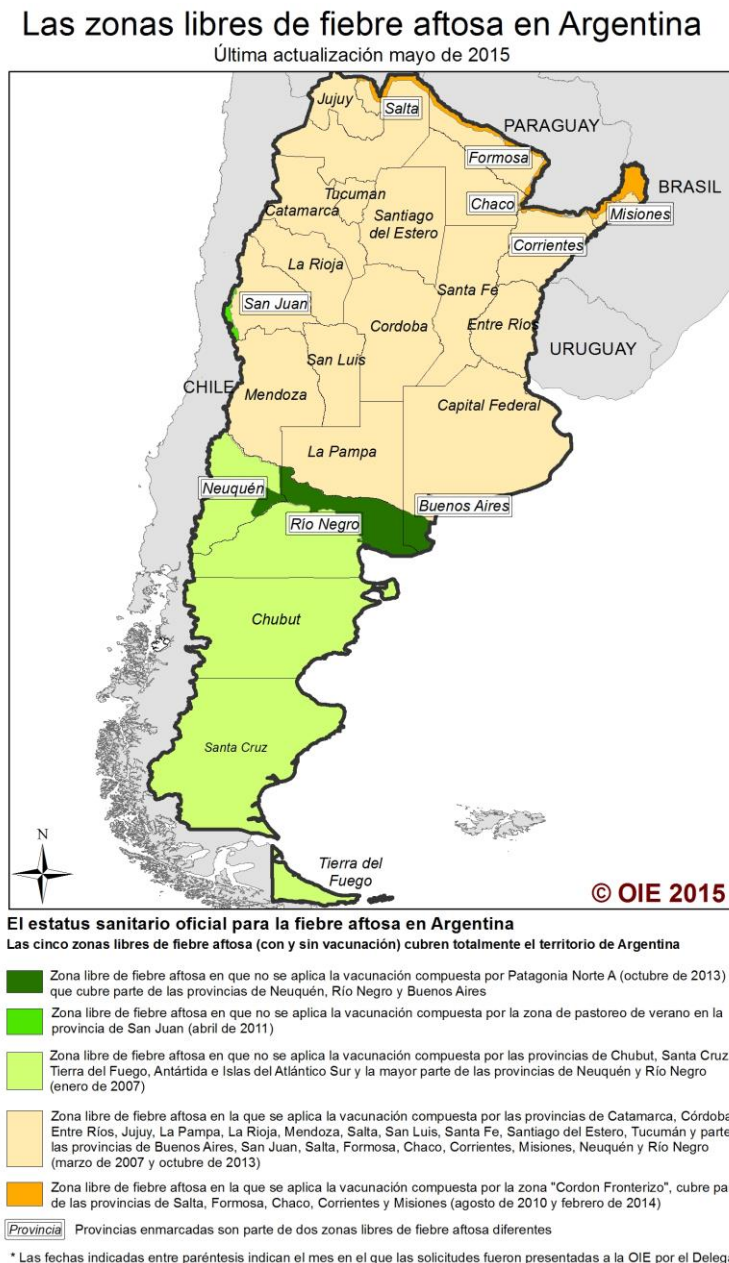 Las zonas libres de fiebre aftosa en Argentina
Última actualización mayo de 2015
Jujuy
Salta
PARAGUAY
Formosa
BRASIL
Tucuman
Chaco
Misiones
Catamarca
Santiago
del Estero
Corrientes
La Rioja
Santa Fe
San Juan
Cordoba
Entre Ríos
San Luis
URUGUAY
CHILE
Mendoza
Capital Federal
La Pampa
Neuquén
Buenos Aires
Río Negro
Chubut
Santa Cruz
N
Tierra del
Fuego
© OIE 2015
El estatus sanitario oficial para la fiebre aftosa en Argentina
Las cinco zonas libres de fiebre aftosa (con y sin vacunación) cubren totalmente el territorio de Argentina
Zona libre de fiebre aftosa en que no se aplica la vacunación compuesta por Patagonia Norte A (octubre de 2013)
que cubre parte de las provincias de Neuquén, Río Negro y Buenos Aires
Zona libre de fiebre aftosa en que no se aplica la vacunación compuesta por la zona de pastoreo de verano en la
provincia de San Juan (abril de 2011)
Zona libre de fiebre aftosa en que no se aplica la vacunación compuesta por las provincias de Chubut, Santa Cruz
Tierra del Fuego, Antártida e Islas del Atlántico Sur y la mayor parte de las provincias de Neuquén y Río Negro
(enero de 2007)
Zona libre de fiebre aftosa en la que se aplica la vacunación compuesta por las provincias de Catamarca, Córdoba
Entre Ríos, Jujuy, La Pampa, La Rioja, Mendoza, Salta, San Luis, Santa Fe, Santiago del Estero, Tucumán y parte
las provincias de Buenos Aires, San Juan, Salta, Formosa, Chaco, Corrientes, Misiones, Neuquén y Río Negro
(marzo de 2007 y octubre de 2013)
Zona libre de fiebre aftosa en la que se aplica la vacunación compuesta por la zona "Cordon Fronterizo", cubre pa
de las provincias de Salta, Formosa, Chaco, Corrientes y Misiones (agosto de 2010 y febrero de 2014)
Provincia Provincias enmarcadas son parte de dos zonas libres de fiebre aftosa diferentes
* Las fechas indicadas entre paréntesis indican el mes en el que las solicitudes fueron presentadas a la OIE por el Delega